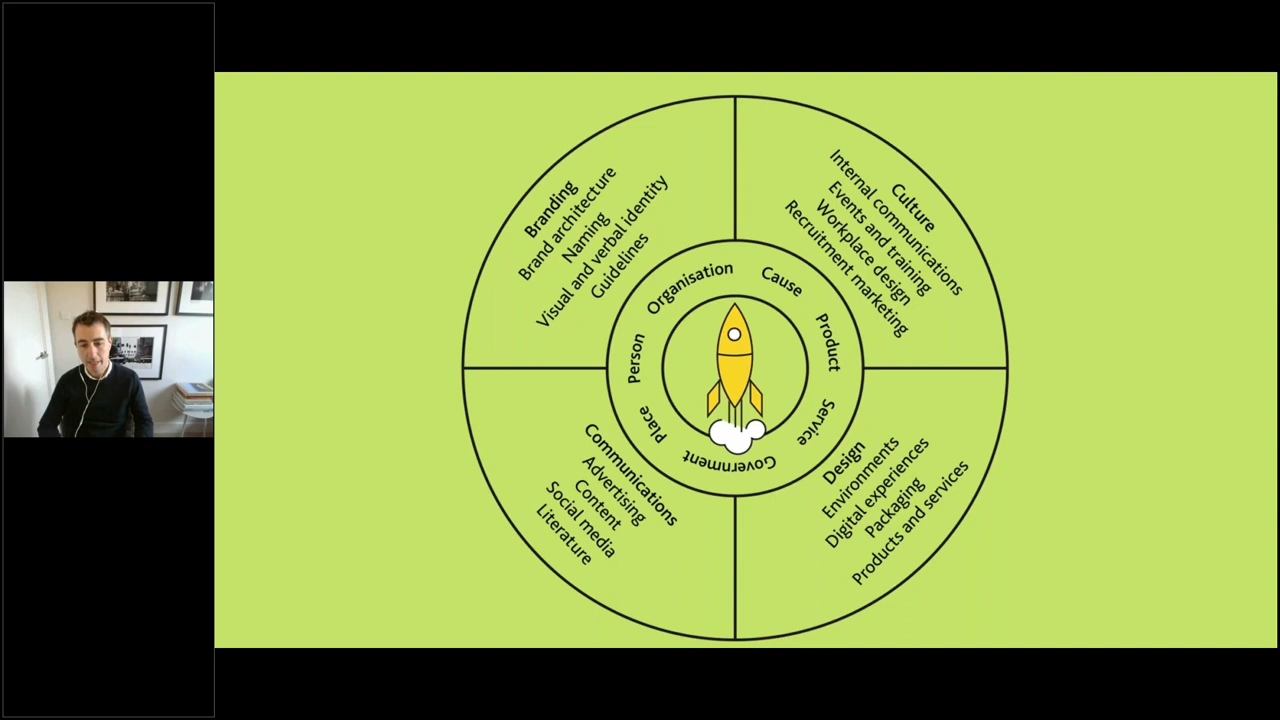 Branding
Brand architecture
Naming
Visual and verbal identity
Guidelines
Culture
Internal communications
Events and training
Workplace design
Recruitment marketing
Organisation
Cause
Product
Service
Government
Place
Person
Communications
Advertising
Content
Social media
Literature
Design
Environments
Digital experiences
Packaging
Products and services